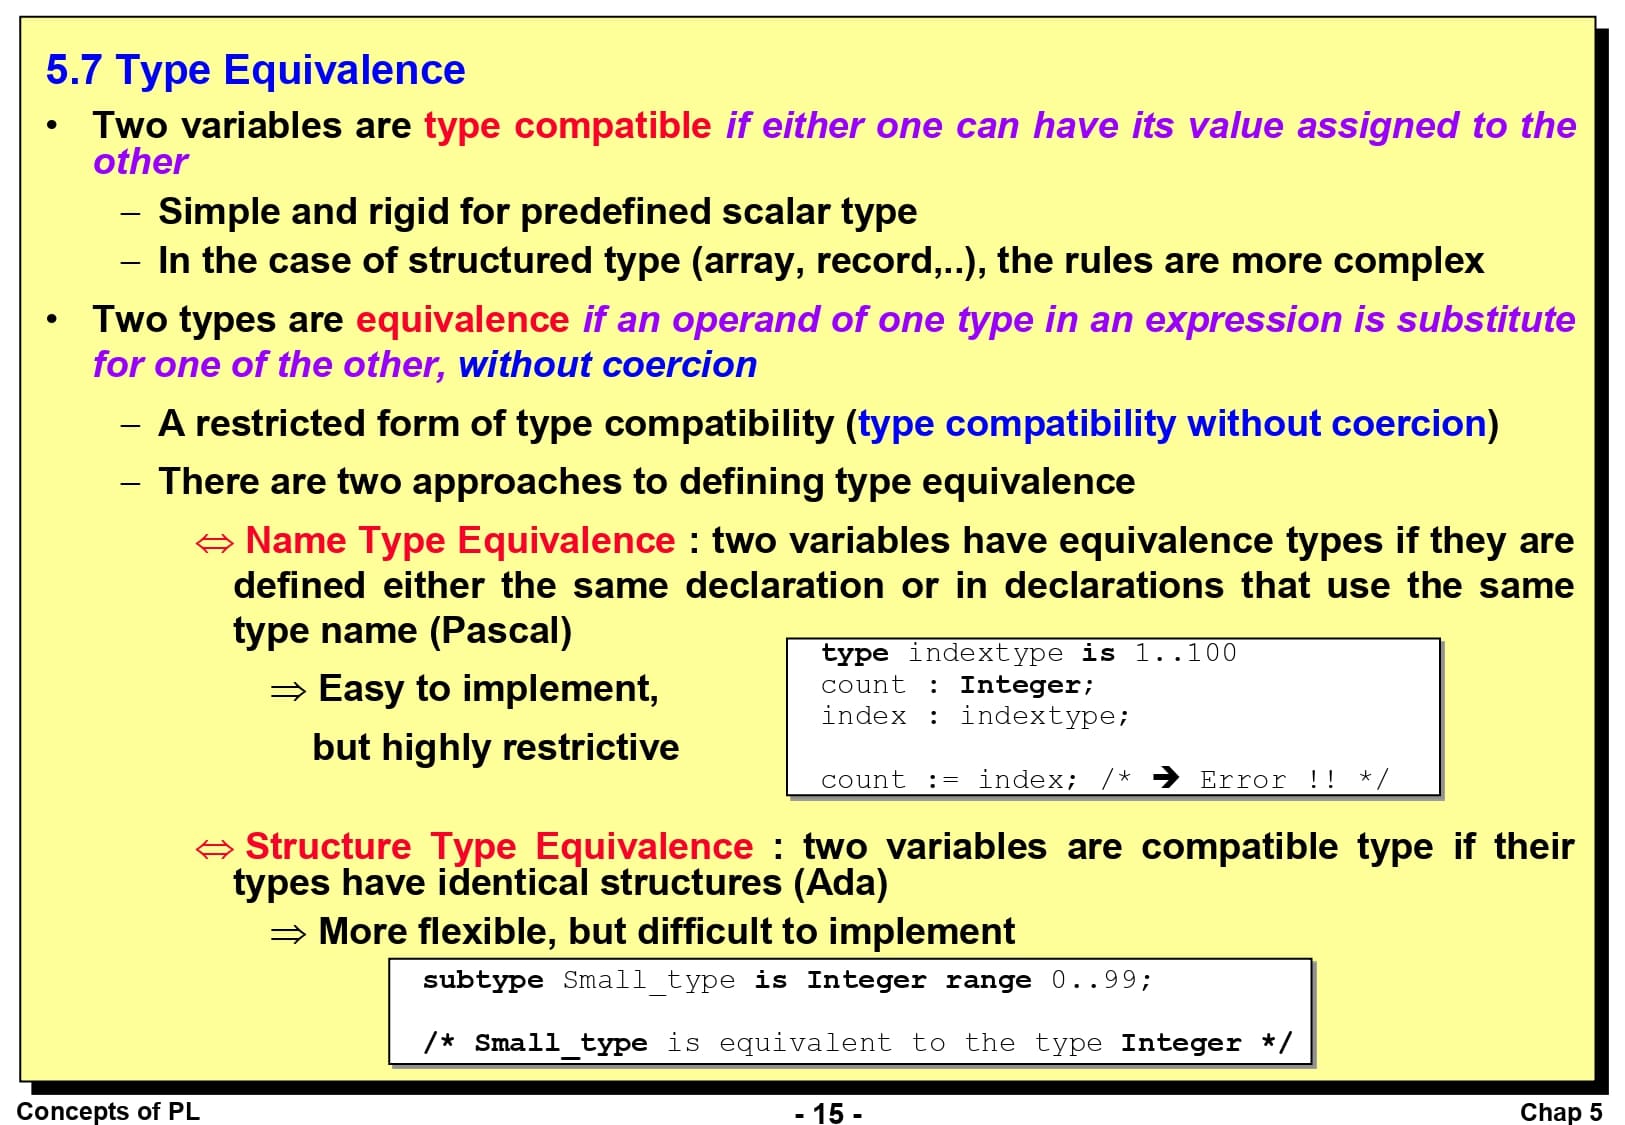 5.7 Type Equivalence
• Two variables are type compatible if either one can have its value assigned to the
other
– Simple and rigid for predefined scalar type
– In the case of structured type (array, record,..), the rules are more complex
• Two types are equivalence if an operand of one type in an expression is substitute
for one of the other, without coercion
– A restricted form of type compatibility (type compatibility without coercion)
– There are two approaches to defining type equivalence
⇔ Name Type Equivalence : two variables have equivalence types if they are
defined either the same declaration or in declarations that use the same
type name (Pascal)
⇒ Easy to implement,
but highly restrictive
type indextype is 1..100
count : Integer;
index : indextype;
count := index; /* ➔ Error !! */
⇔ Structure Type Equivalence : two variables are compatible type if their
types have identical structures (Ada)
⇒ More flexible, but difficult to implement
subtype Small_type is Integer range 0..99;
/* Small_type is equivalent to the type Integer */
Concepts of PL
- 15 -
Chap 5